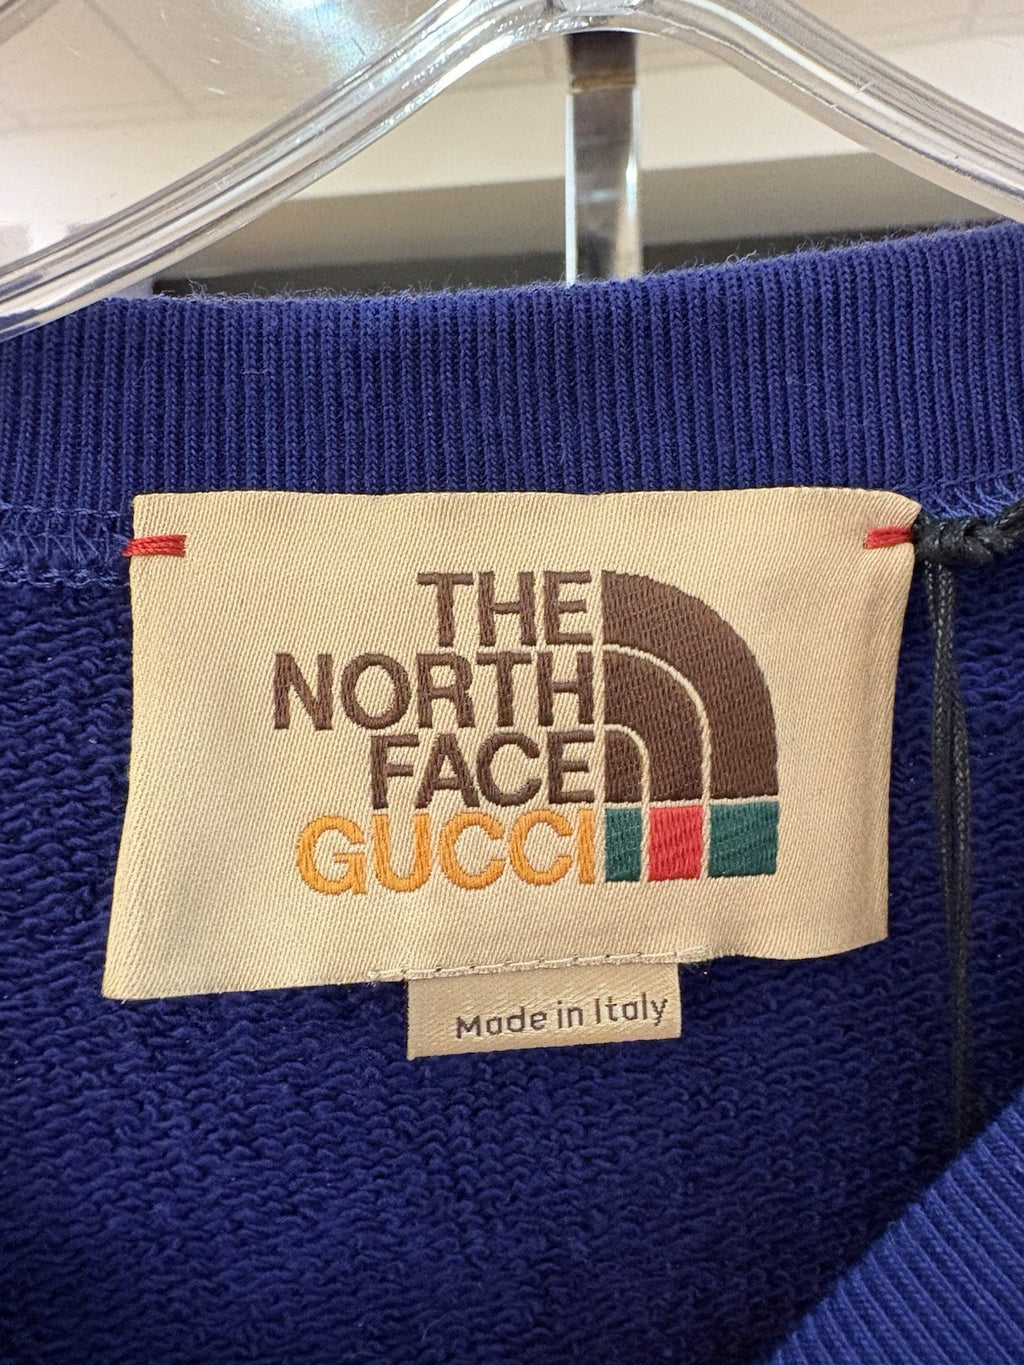 THE
NORTH
FACE
GUCCI
Made in Italy